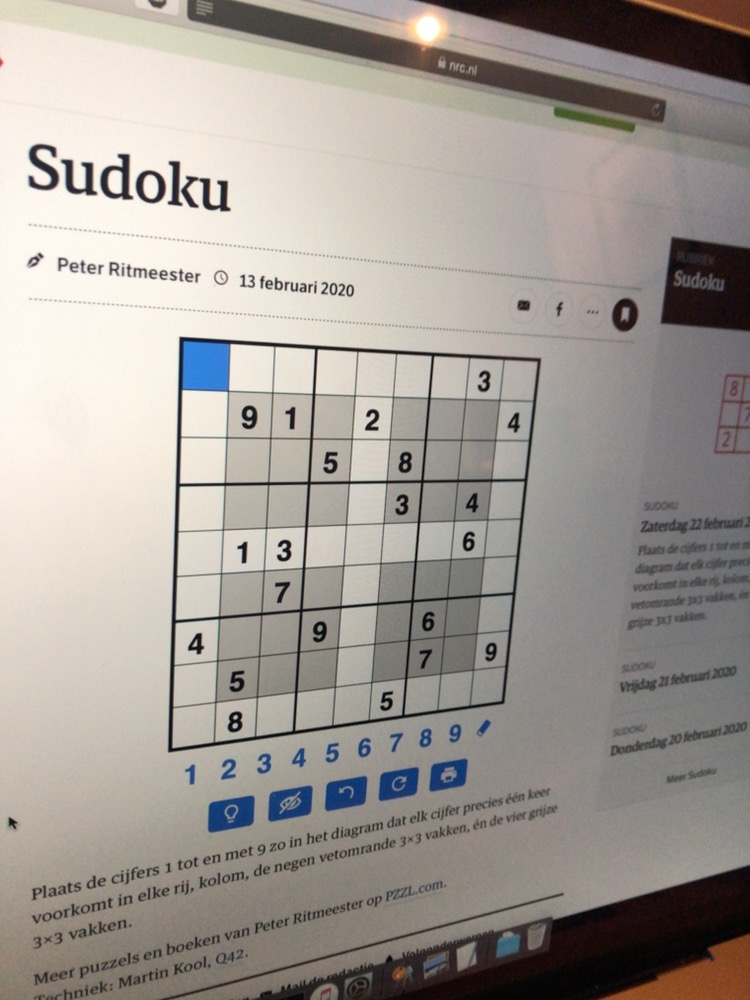 nrc.nl
Sudoku
Peter Ritmeester 13 februari 2020
f ...
RUBRIEK
Sudoku
3
9 1 2 4
5 8
3 4
1 3 6
7
4 9 6
5 7 9
8 5
1 2 3 4 5 6 7 8 9
Plaats de cijfers 1 tot en met 9 zo in het diagram dat elk cijfer precies één keer
voorkomt in elke rij, kolom, de negen vetomrande 3×3 vakken, én de vier grijze
3×3 vakken.
Meer puzzels en boeken van Peter Ritmeester op PZZL.com.
Techniek: Martin Kool, Q42.
8
7
2
SUDOKU
Zaterdag 22 februari 2
Plaats de cijfers 1 tot en m
diagram dat elk cijfer prec
voorkomt in elke rij, kolom,
vetomrande 3x3 vakken, én
grijze 3x3 vakken.
SUDOKU
Vrijdag 21 februari 2020
SUDOKU
Donderdag 20 februari 2020
Meer Sudoku
Mail de redactie